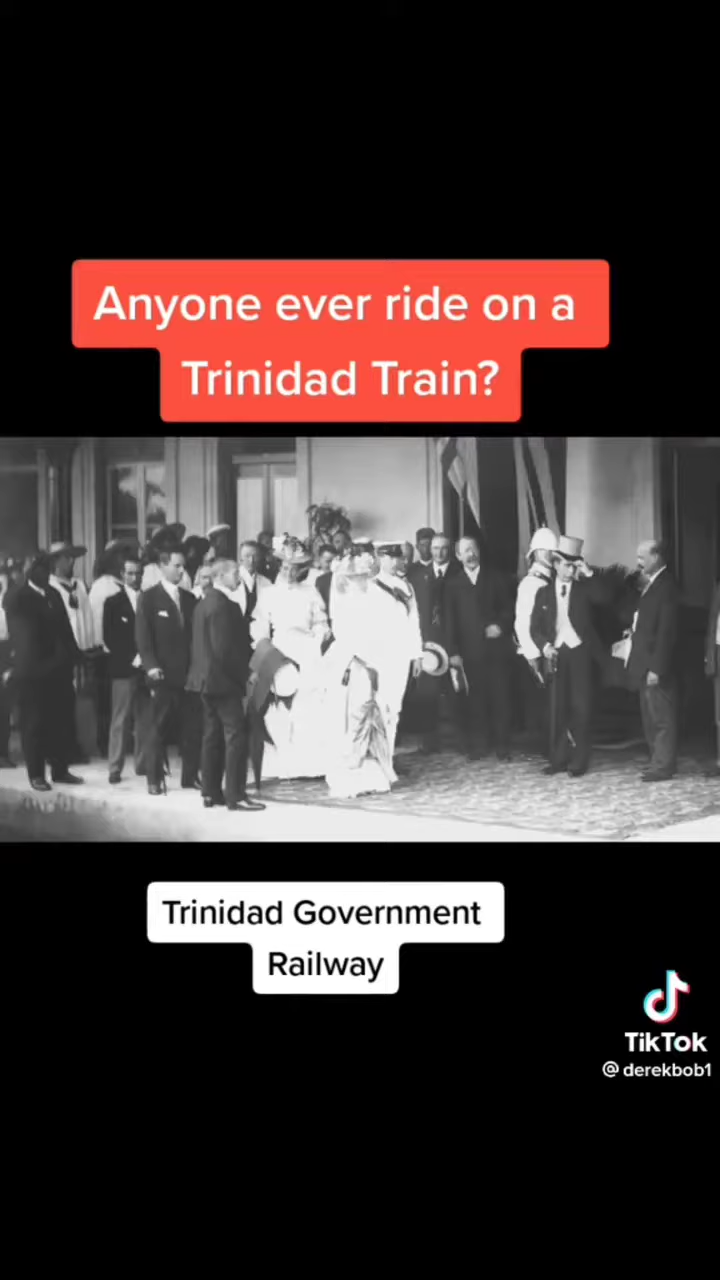 Anyone ever ride on a
Trinidad Train?
Trinidad Government
Railway
TikTok
@derekbob1